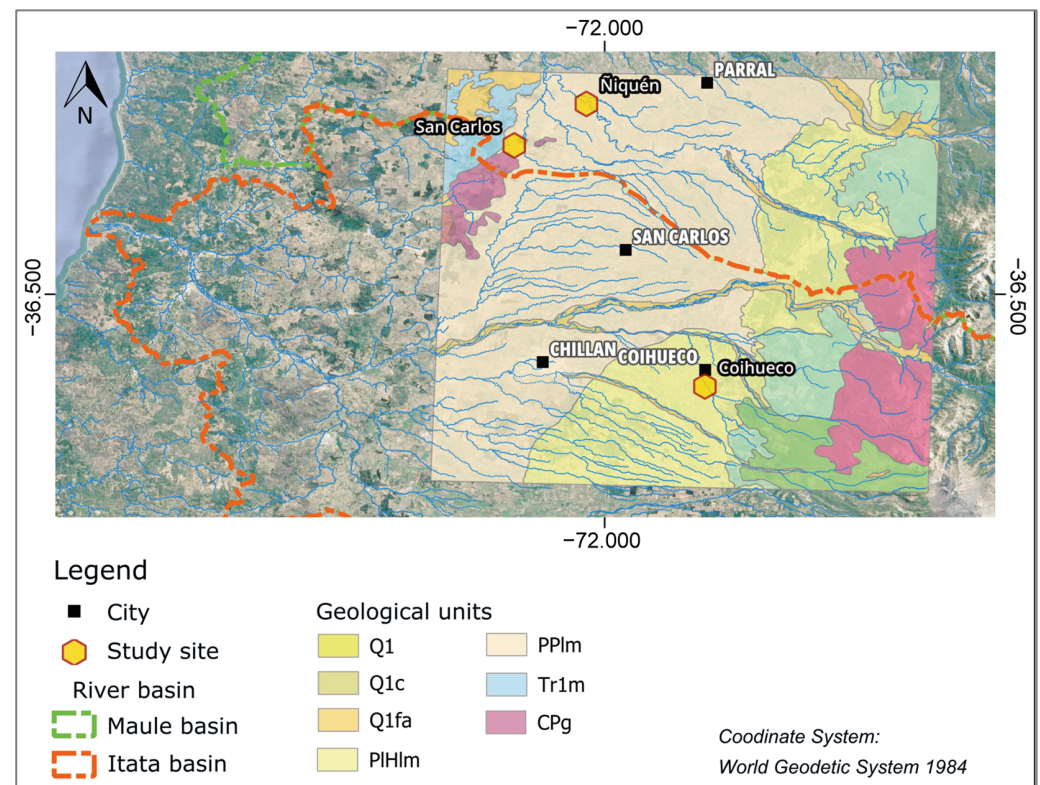 −72.000
PARRAL
Ñiquén
San Carlos
N
SAN CARLOS
−36.500
−36.500
CHILLAN
COIHUECO
Coihueco
−72.000
Legend
City
Study site
River basin
Maule basin
Itata basin
Geological units
Q1
Q1c
Q1fa
PlHlm
PPlm
Tr1m
CPg
Coodinate System:
World Geodetic System 1984